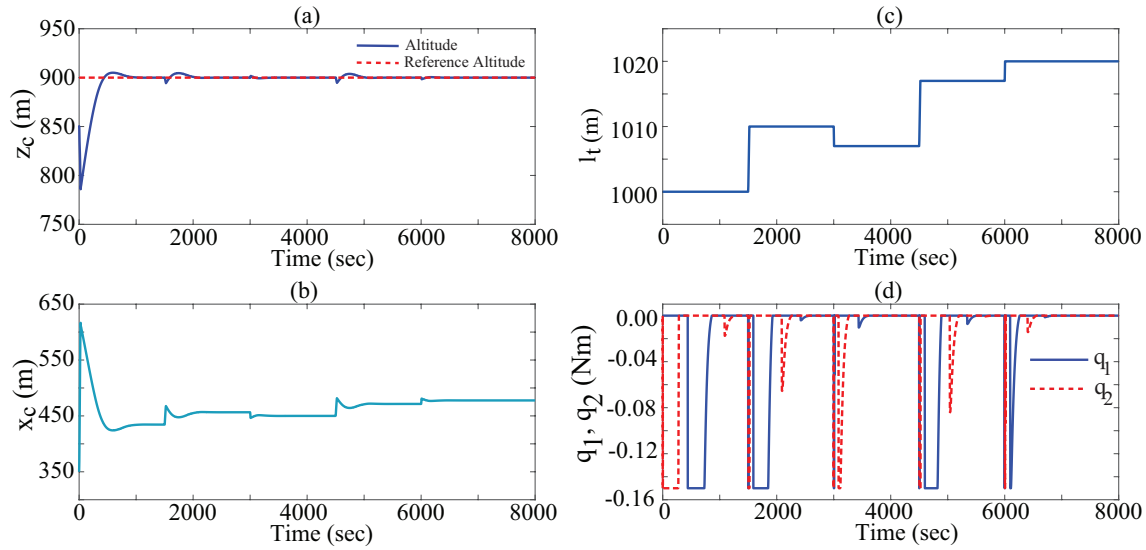 (a)
950
900
850
800
750
z_c (m)
Altitude
Reference Altitude
0 2000 4000 6000 8000
Time (sec)
(c)
1020
1010
1000
l_t (m)
0 2000 4000 6000 8000
Time (sec)
(b)
650
550
450
350
x_c (m)
0 2000 4000 6000 8000
Time (sec)
(d)
0.00
-0.04
-0.08
-0.12
-0.16
q_1, q_2 (Nm)
q_1
q_2
0 2000 4000 6000 8000
Time (sec)